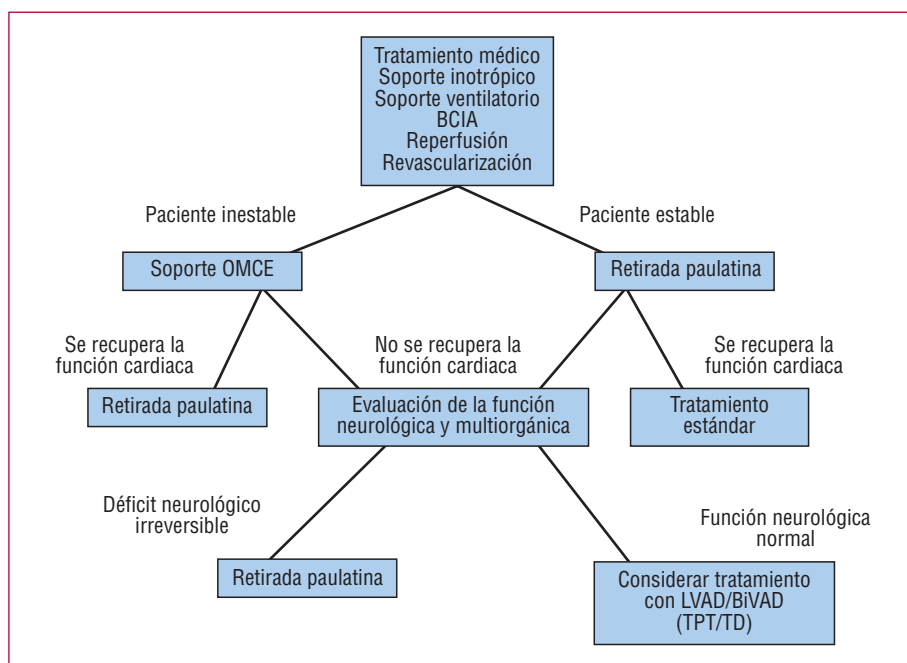 Tratamiento médico
Soporte inotrópico
Soporte ventilatorio
BCIA
Reperfusión
Revascularización
Paciente inestable
Paciente estable
Soporte OMCE
Retirada paulatina
Se recupera la
función cardiaca
No se recupera la
función cardiaca
Se recupera la
función cardiaca
Retirada paulatina
Evaluación de la función
neurológica y multiorgánica
Tratamiento
estándar
Déficit neurológico
irreversible
Función neurológica
normal
Retirada paulatina
Considerar tratamiento
con LVAD/BiVAD
(TPT/TD)